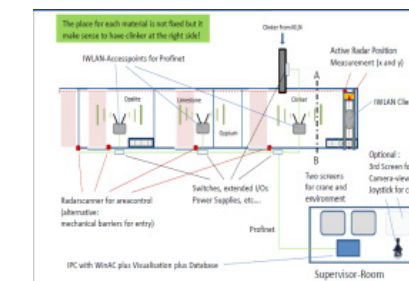 The place for each material is not fixed but it
make sense to have clinker at the right side!
Clinker from KILN
IWLAN-Accesspoints for Profinet
Active Radar Position
Measurement (x and y)
A
Limestone
Clinker
Gypsum
IWLAN Clie
B
Radarscanner for areacontrol
(alternative:
mechanical barriers for entry)
Switches, extended I/Os
Power Supplies, etc....
Two screens
for crane and
environment
Optional :
3rd Screen fo
Camera-view
Joystick for c
Profinet
IPC with WinAC plus Visualisation plus Database
Supervisor-Room